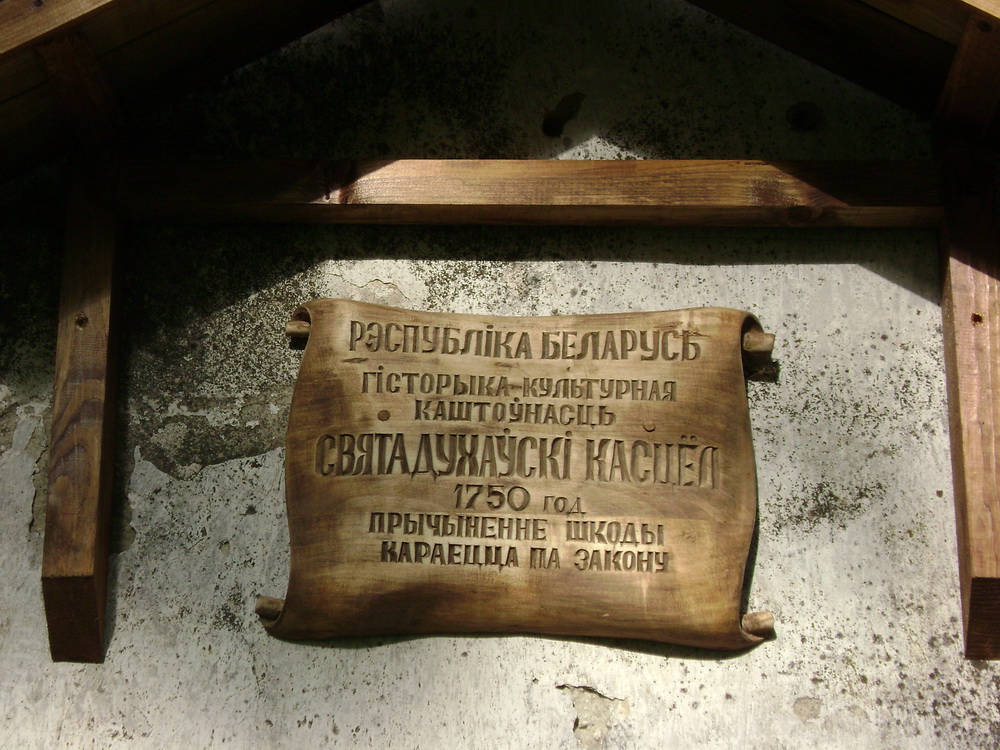 РЭСПУБЛІКА БЕЛАРУСЬ
ГІСТОРЫКА-КУЛЬТУРНАЯ
КАШТОЎНАСЦЬ
СВЯТАДУХАЎСКІ КАСЦЁЛ
1750 ГОД
ПРЫЧЫНЕННЕ ШКОДЫ
КАРАЕЦЦА ПА ЗАКОНУ